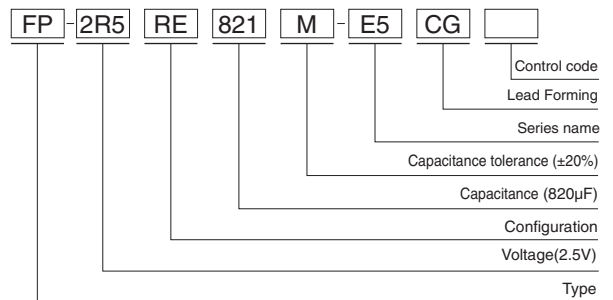 FP - 2R5 RE 821 M - E5 CG
Control code
Lead Forming
Series name
Capacitance tolerance (±20%)
Capacitance (820µF)
Configuration
Voltage(2.5V)
Type